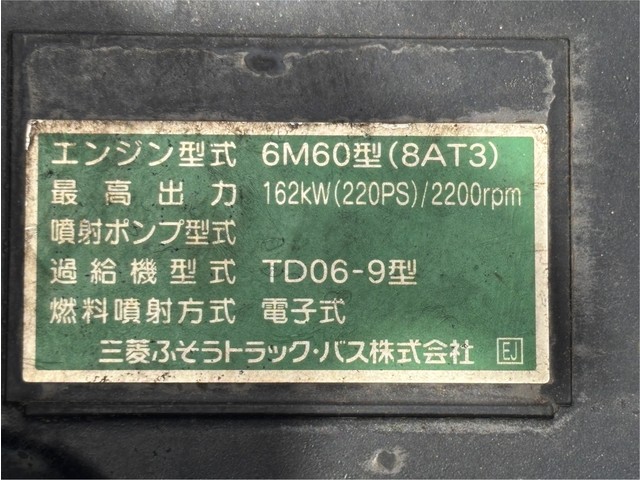 エンジン型式 6M60型(8AT3)
最高出力 162kW(220PS)/2200rpm
噴射ポンプ型式
過給機型式 TD06-9型
燃料噴射方式 電子式
三菱ふそうトラック・バス株式会社 EJ